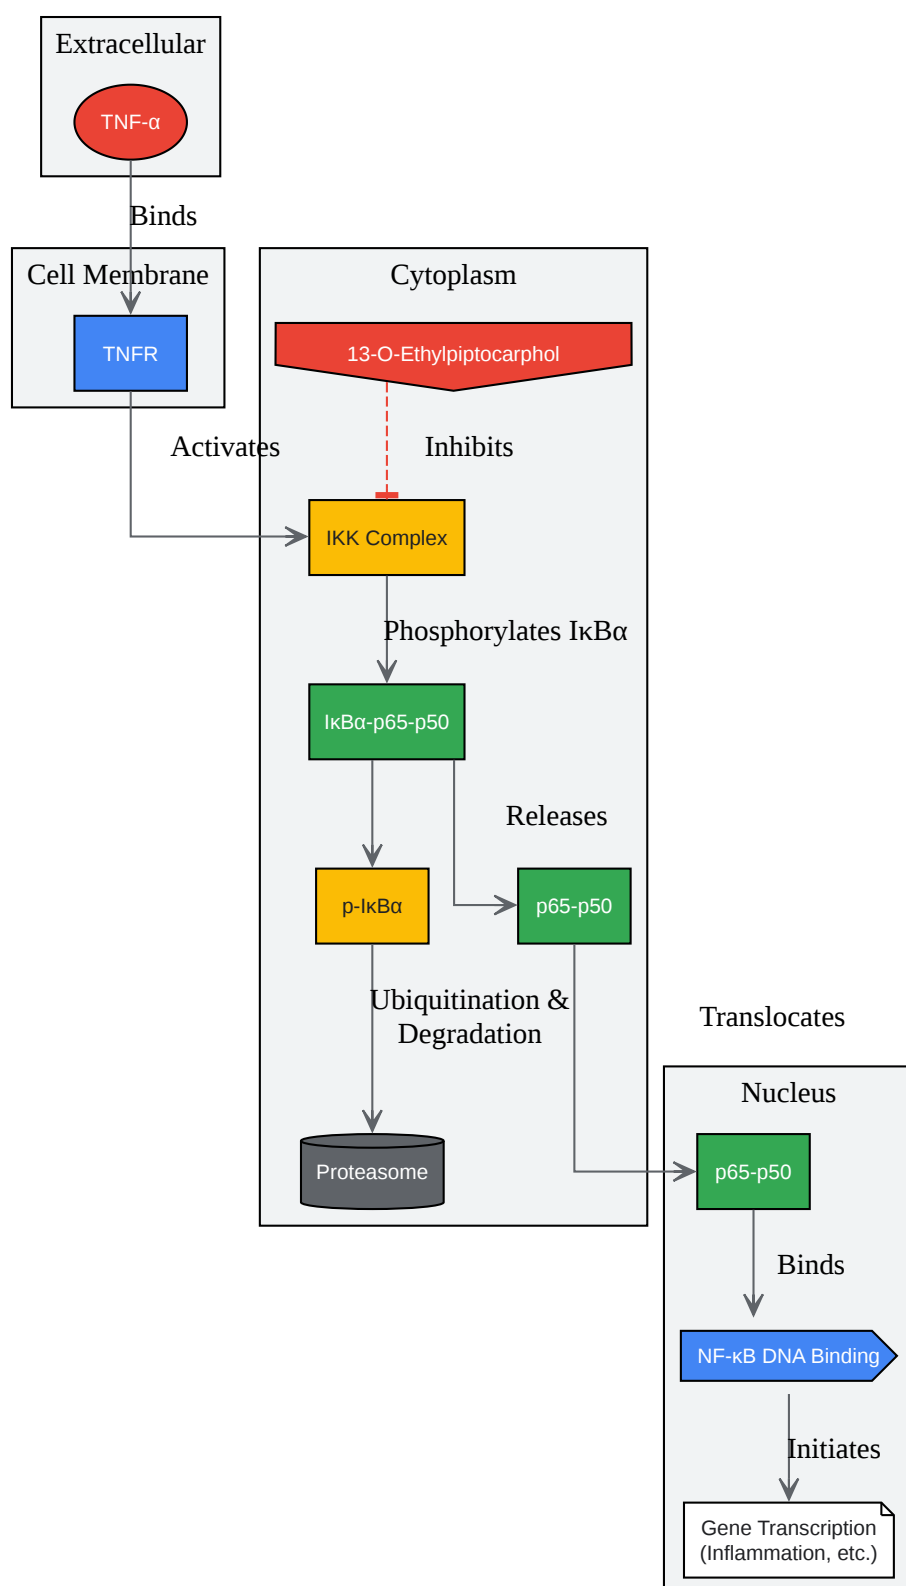 Extracellular
TNF-α
Binds
Cell Membrane
TNFR
Activates
Cytoplasm
13-O-Ethylpiptocarphol
Inhibits
IKK Complex
Phosphorylates IκBα
IκBα-p65-p50
Releases
p-IκBα
p65-p50
Ubiquitination &
Degradation
Proteasome
Translocates
Nucleus
p65-p50
Binds
NF-κB DNA Binding
Initiates
Gene Transcription
(Inflammation, etc.)